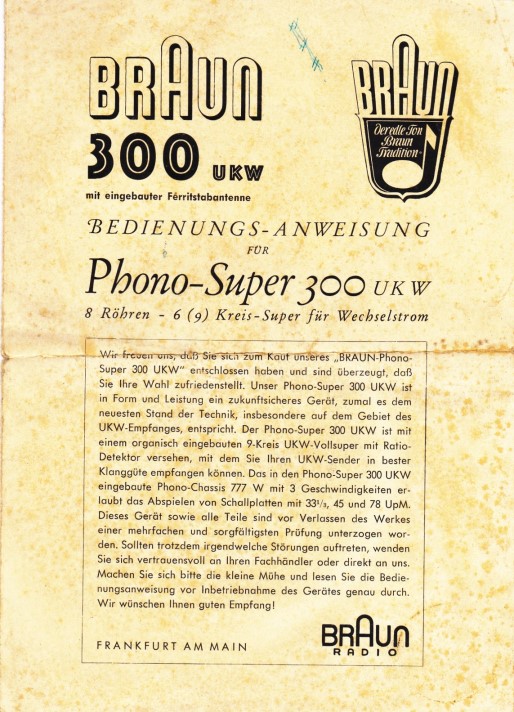 BRAUN
300 UKW
mit eingebauter Férritstabantenne
BRAUN
Der edle Ton
Braun
Tradition
BEDIENUNGS-ANWEISUNG
FÜR
Phono-Super 300 UKW
8 Röhren - 6 (9) Kreis-Super für Wechselstrom
Wir freuen uns, daß Sie sich zum Kauf unseres „BRAUN-Phono-
Super 300 UKW" entschlossen haben und sind überzeugt, daß
Sie Ihre Wahl zufriedenstellt. Unser Phono-Super 300 UKW ist
in Form und Leistung ein zukunftsicheres Gerät, zumal es dem
neuesten Stand der Technik, insbesondere auf dem Gebiet des
UKW-Empfanges, entspricht. Der Phono-Super 300 UKW ist mit
einem organisch eingebauten 9-Kreis UKW-Vollsuper mit Ratio-
Detektor versehen, mit dem Sie Ihren UKW-Sender in bester
Klanggüte empfangen können. Das in den Phono-Super 300 UKW
eingebaute Phono-Chassis 777 W mit 3 Geschwindigkeiten er-
laubt das Abspielen von Schallplatten mit 33¹/₃, 45 und 78 UpM.
Dieses Gerät sowie alle Teile sind vor Verlassen des Werkes
einer mehrfachen und sorgfältigsten Prüfung unterzogen wor-
den. Sollten trotzdem irgendwelche Störungen auftreten, wenden
Sie sich vertrauensvoll an Ihren Fachhändler oder direkt an uns.
Machen Sie sich bitte die kleine Mühe und lesen Sie die Bedie-
nungsanweisung vor Inbetriebnahme des Gerätes genau durch.
Wir wünschen Ihnen guten Empfang!
FRANKFURT AM MAIN
BRAUN
RADIO